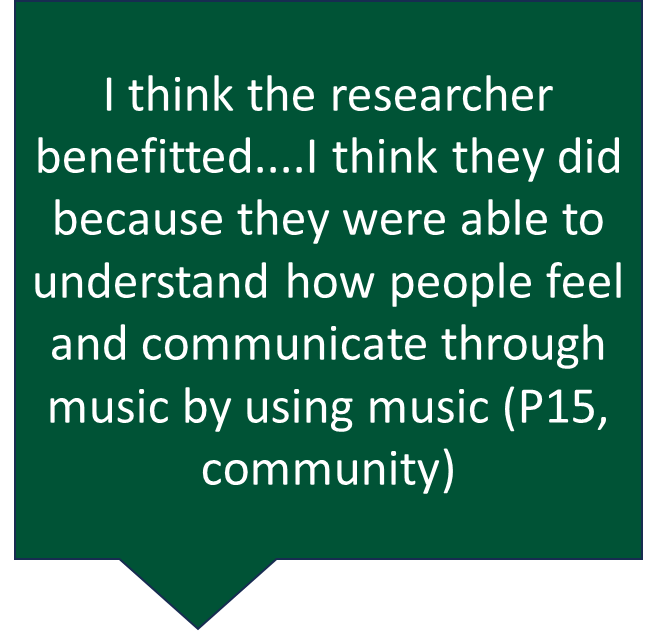 I think the researcher
benefitted....I think they did
because they were able to
understand how people feel
and communicate through
music by using music (P15,
community)